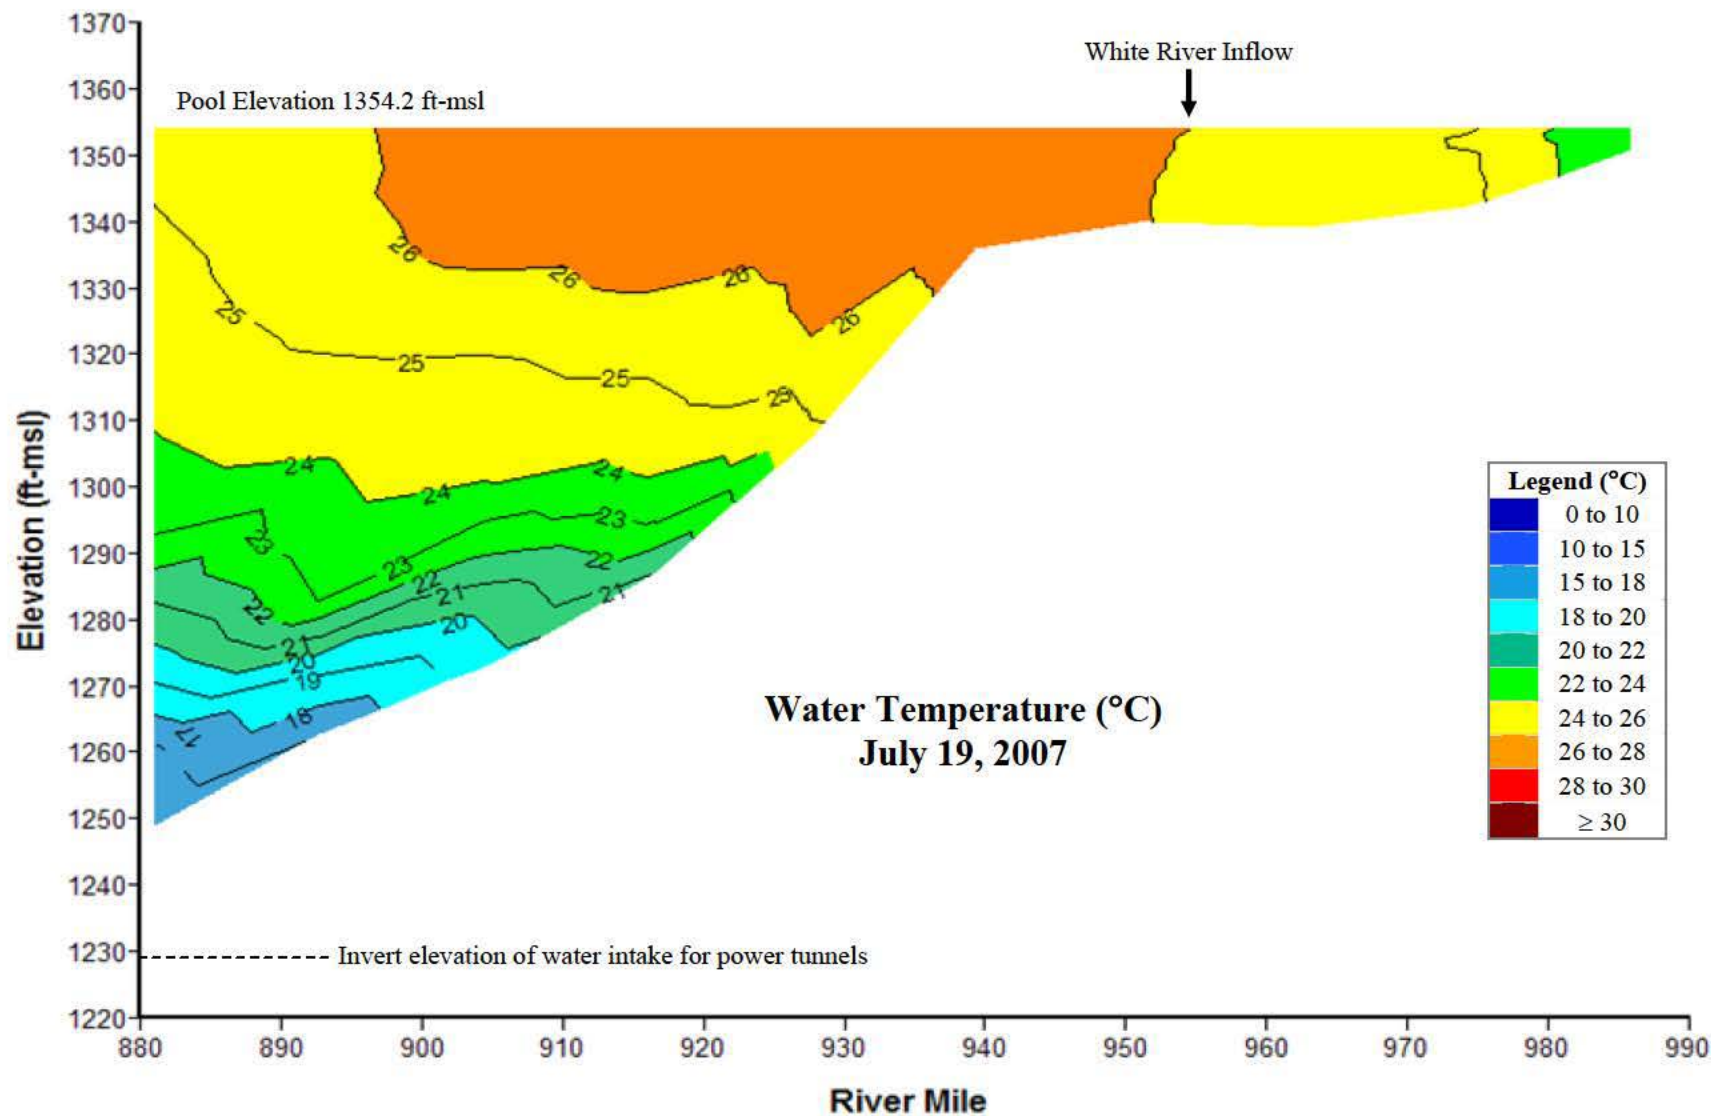 1370
White River Inflow
1360
Pool Elevation 1354.2 ft-msl
1350
1340
26
26
26
1330
25
26
1320
25
25
25
1310
Elevation (ft-msl)
24
24
24
1300
Legend (°C)
0 to 10
10 to 15
15 to 18
18 to 20
20 to 22
22 to 24
24 to 26
26 to 28
28 to 30
≥ 30
23
23
1290
23
22
22
21
21
1280
22
20
21
20
19
1270
18
17
1260
Water Temperature (°C)
July 19, 2007
1250
1240
1230
Invert elevation of water intake for power tunnels
1220
880 890 900 910 920 930 940 950 960 970 980 990
River Mile